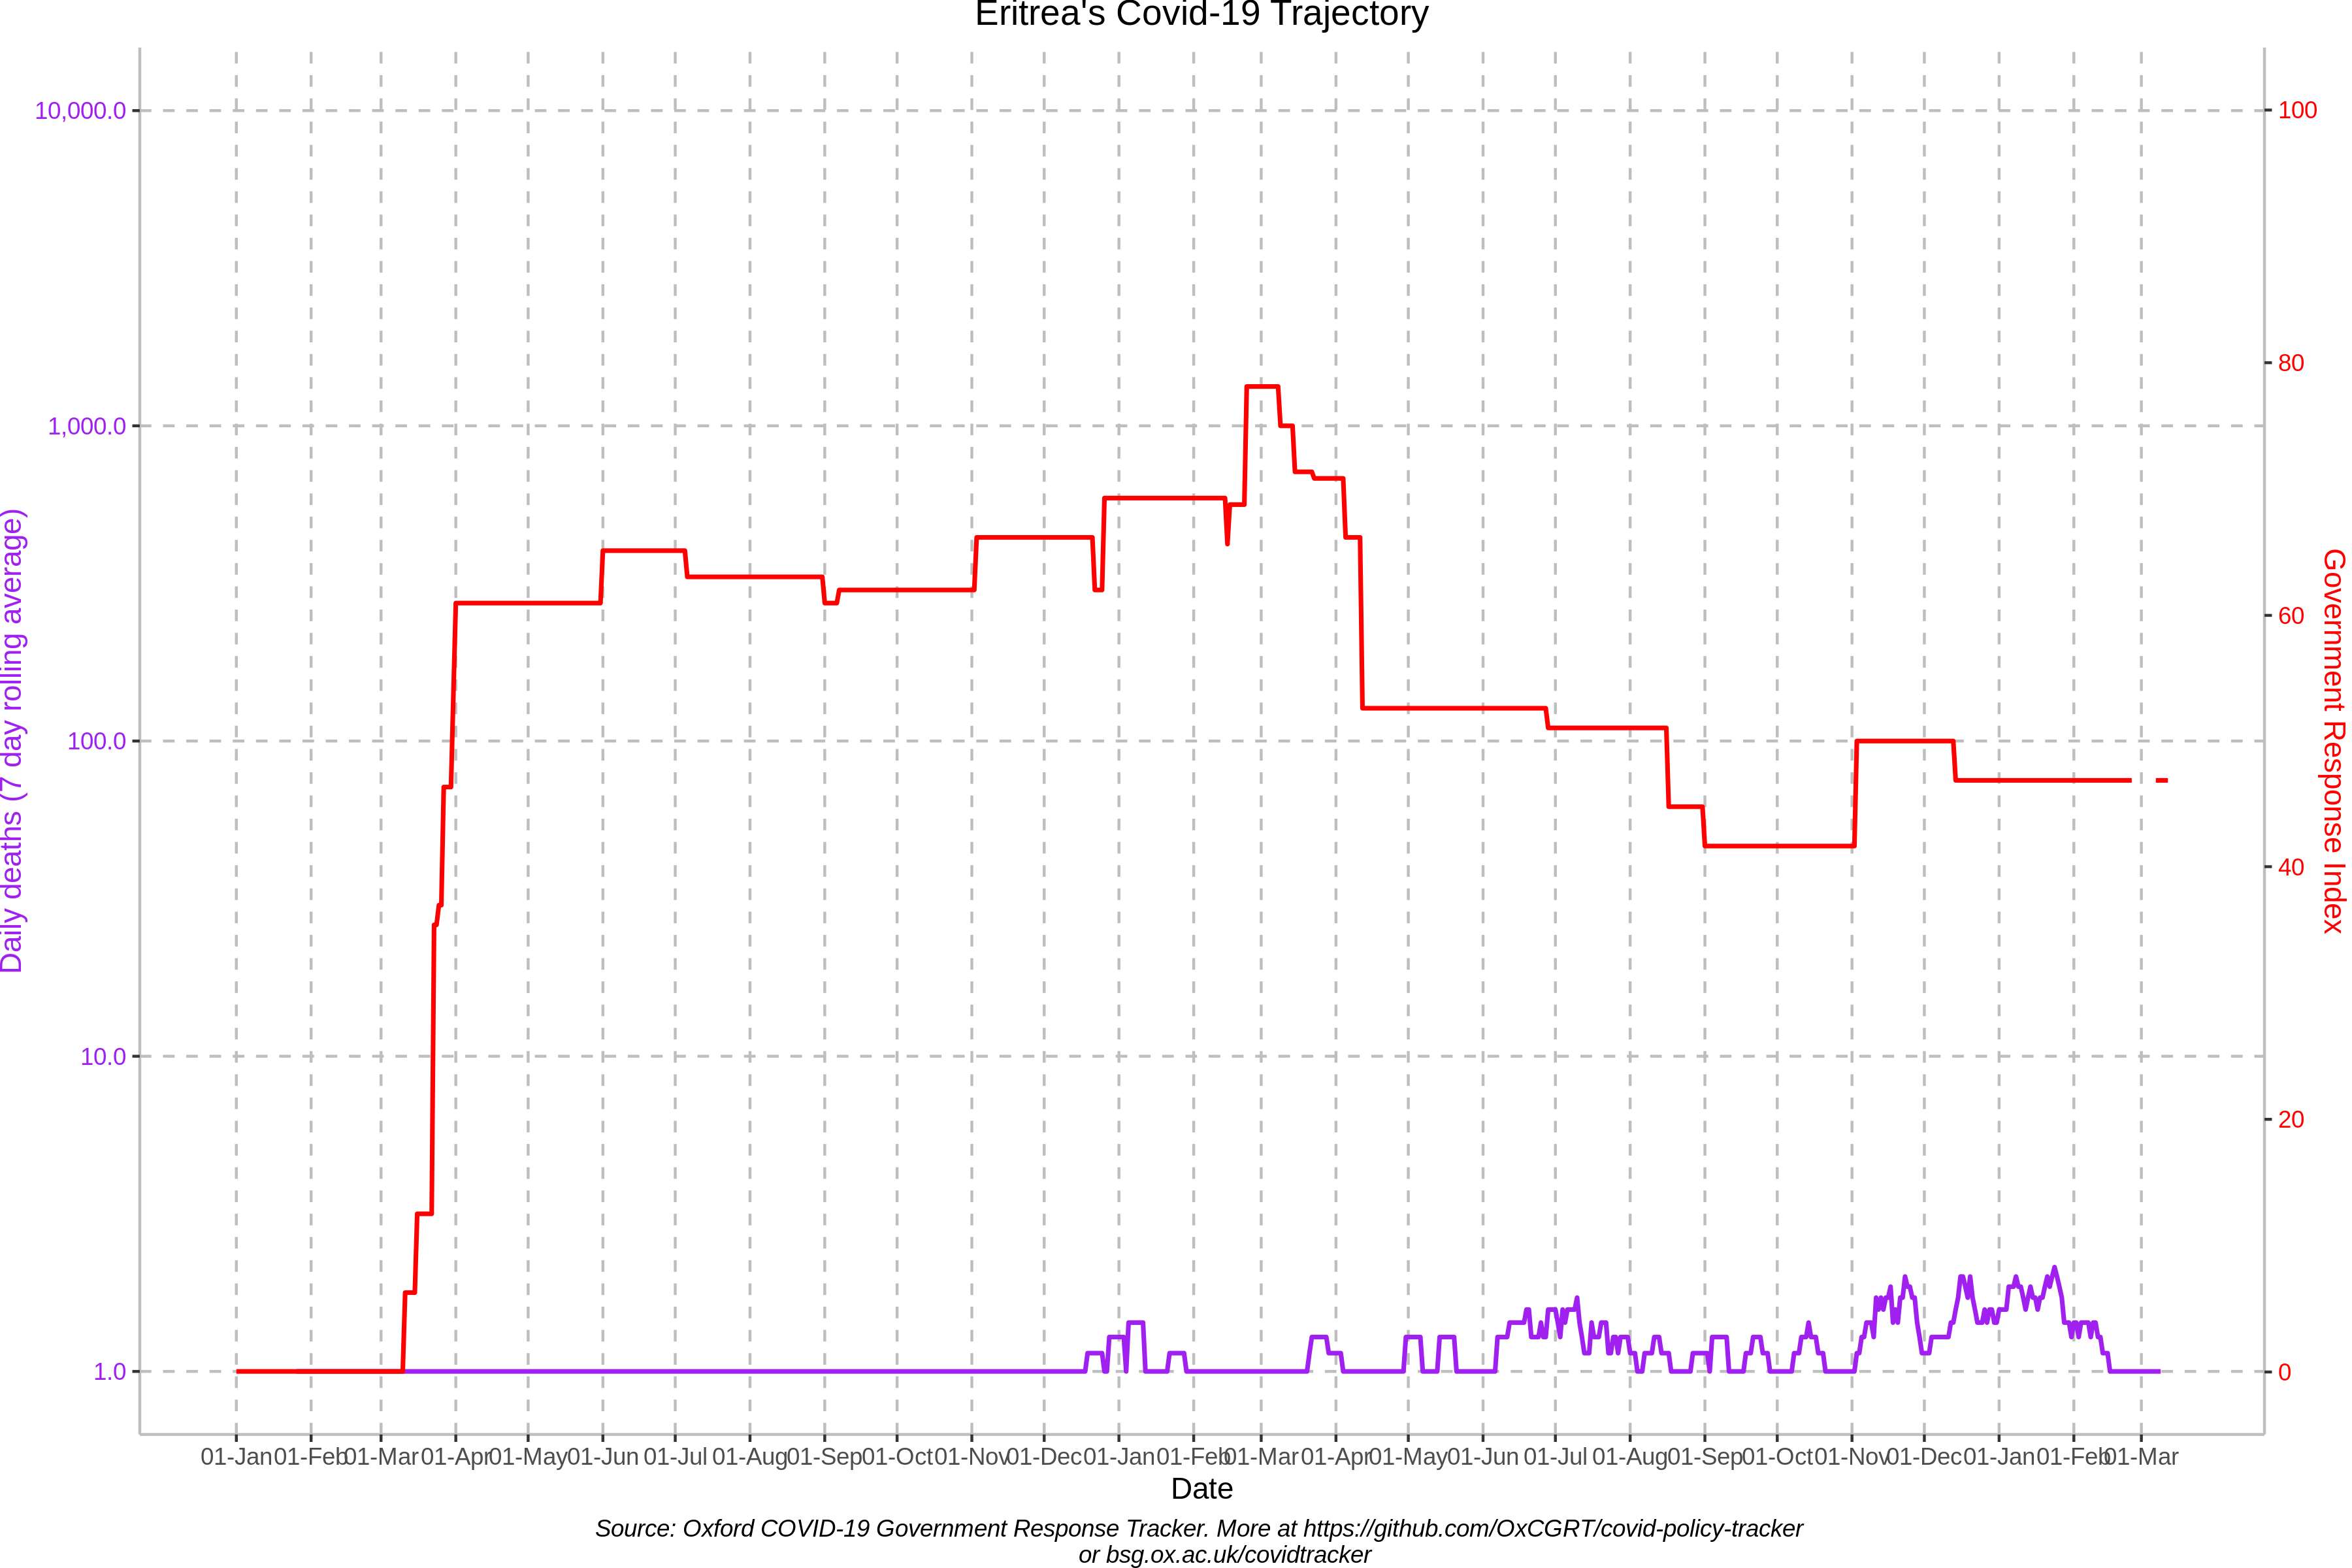 Eritrea's Covid-19 Trajectory
10,000.0
1,000.0
100.0
10.0
1.0
Daily deaths (7 day rolling average)
100
80
60
40
20
0
Government Response Index
01-Jan 01-Feb 01-Mar 01-Apr 01-May 01-Jun 01-Jul 01-Aug 01-Sep 01-Oct 01-Nov 01-Dec 01-Jan 01-Feb 01-Mar 01-Apr 01-May 01-Jun 01-Jul 01-Aug 01-Sep 01-Oct 01-Nov 01-Dec 01-Jan 01-Feb 01-Mar
Date
Source: Oxford COVID-19 Government Response Tracker. More at https://github.com/OxCGRT/covid-policy-tracker
or bsg.ox.ac.uk/covidtracker